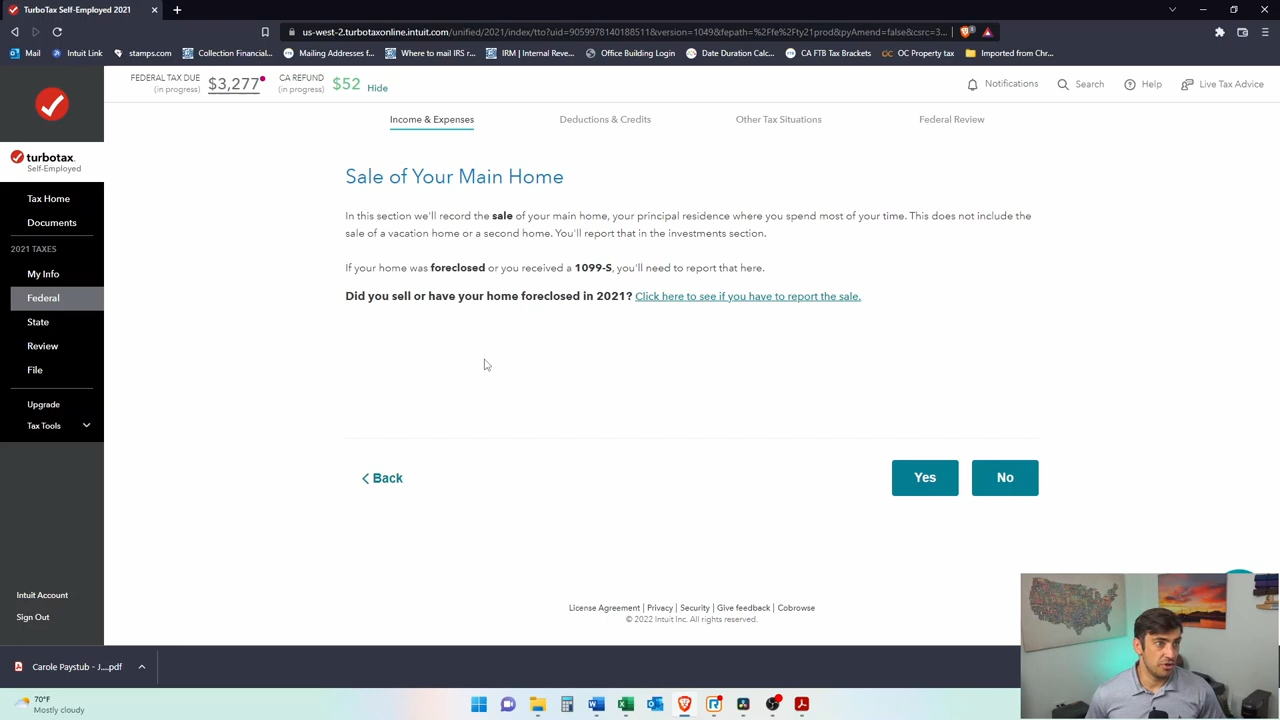 TurboTax Self-Employed 2021
us-west-2.turbotaxonline.intuit.com/unified/2021/index/tto?uid=9059978140188511&version=1049&fepath=%2Ffe%2Fty21prod&pyAmend=false&csrc=3...
Mail
Intuit Link
stamps.com
Collection Financial...
Mailing Addresses f...
Where to mail IRS r...
IRM | Internal Reve...
Office Building Login
Date Duration Calc...
CA FTB Tax Brackets
OC Property tax
Imported from Chr...
FEDERAL TAX DUE
(in progress)
$3,277
CA REFUND
(in progress)
$52
Hide
Notifications
Search
Help
Live Tax Advice
turbotax
Self-Employed
Tax Home
Documents
2021 TAXES
My Info
Federal
State
Review
File
Upgrade
Tax Tools
Intuit Account
Sign Out
Income & Expenses
Deductions & Credits
Other Tax Situations
Federal Review
Sale of Your Main Home
In this section we'll record the sale of your main home, your principal residence where you spend most of your time. This does not include the
sale of a vacation home or a second home. You'll report that in the investments section.
If your home was foreclosed or you received a 1099-S, you'll need to report that here.
Did you sell or have your home foreclosed in 2021? Click here to see if you have to report the sale.
Back
Yes
No
License Agreement | Privacy | Security | Give feedback | Cobrowse
© 2022 Intuit Inc. All rights reserved.
Carole Paystub - J....pdf
70°F
Mostly cloudy